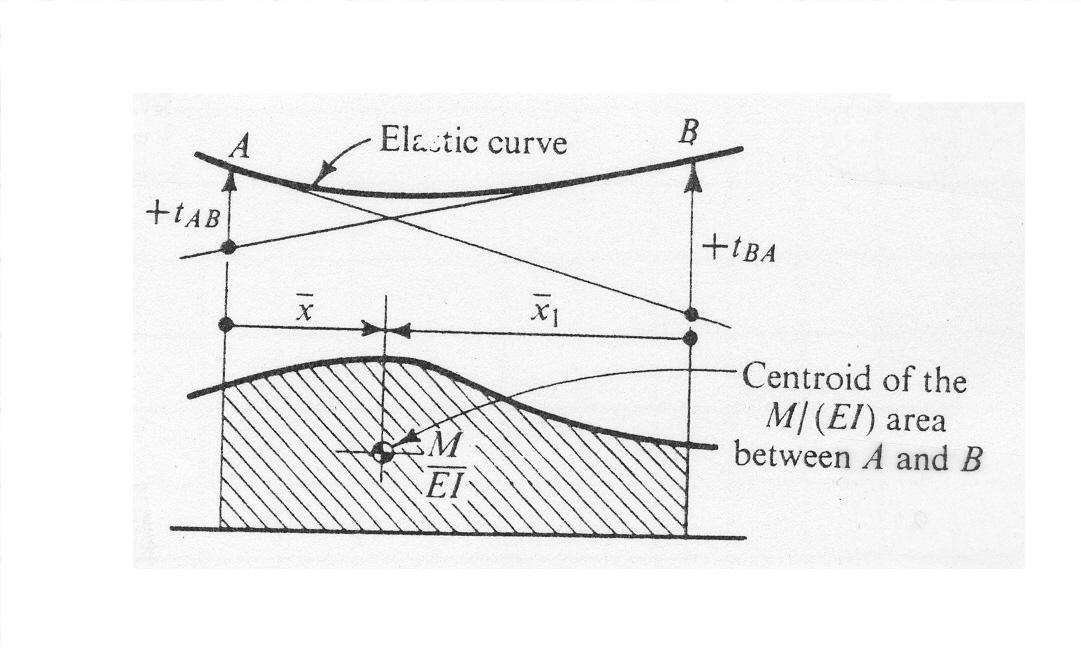 A
Elastic curve
B
+tAB
+tBA
x̅
x̅1
Centroid of the
M/(EI) area
between A and B
M
EI